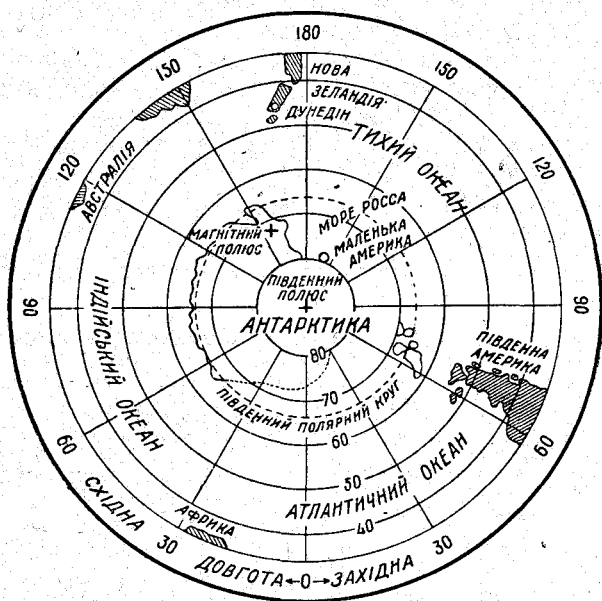 180
150
150
НОВА
ЗЕЛАНДІЯ
ДУНЕДІН
ТИХИЙ ОКЕАН
120
120
АВСТРАЛІЯ
МОРЕ РОССА
МАЛЕНЬКА
АМЕРИКА
МАГНІТНИЙ
ПОЛЮС
ПІВДЕННИЙ
ПОЛЮС
АНТАРКТИКА
90
90
ІНДІЙСЬКИЙ ОКЕАН
ПІВДЕННА
АМЕРИКА
80
70
ПІВДЕННИЙ ПОЛЯРНИЙ КРУГ
60
60
60
50
АТЛАНТИЧНИЙ ОКЕАН
40
АФРИКА
30
30
СХІДНА ДОВГОТА ←0→ ЗАХІДНА